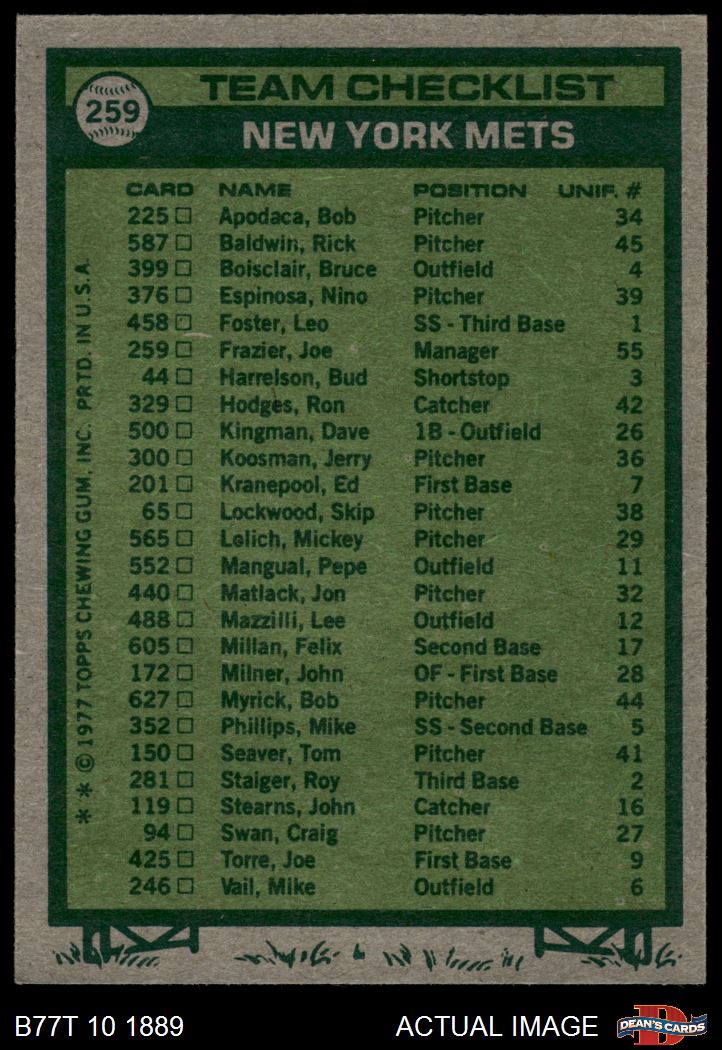 259
TEAM CHECKLIST
NEW YORK METS
CARD NAME POSITION UNIF. #
225 Apodaca, Bob Pitcher 34
587 Baldwin, Rick Pitcher 45
399 Boisclair, Bruce Outfield 4
376 Espinosa, Nino Pitcher 39
458 Foster, Leo SS - Third Base 1
259 Frazier, Joe Manager 55
44 Harrelson, Bud Shortstop 3
329 Hodges, Ron Catcher 42
500 Kingman, Dave 1B - Outfield 26
300 Koosman, Jerry Pitcher 36
201 Kranepool, Ed First Base 7
65 Lockwood, Skip Pitcher 38
565 Lolich, Mickey Pitcher 29
552 Mangual, Pepe Outfield 11
440 Matlack, Jon Pitcher 32
488 Mazzilli, Lee Outfield 12
605 Millan, Felix Second Base 17
172 Milner, John OF - First Base 28
627 Myrick, Bob Pitcher 44
352 Phillips, Mike SS - Second Base 5
150 Seaver, Tom Pitcher 41
281 Staiger, Roy Third Base 2
119 Stearns, John Catcher 16
94 Swan, Craig Pitcher 27
425 Torre, Joe First Base 9
246 Vail, Mike Outfield 6
* * © 1977 TOPPS CHEWING GUM, INC. PRTD. IN U.S.A.
B77T 10 1889
ACTUAL IMAGE
D
DEAN'S CARDS